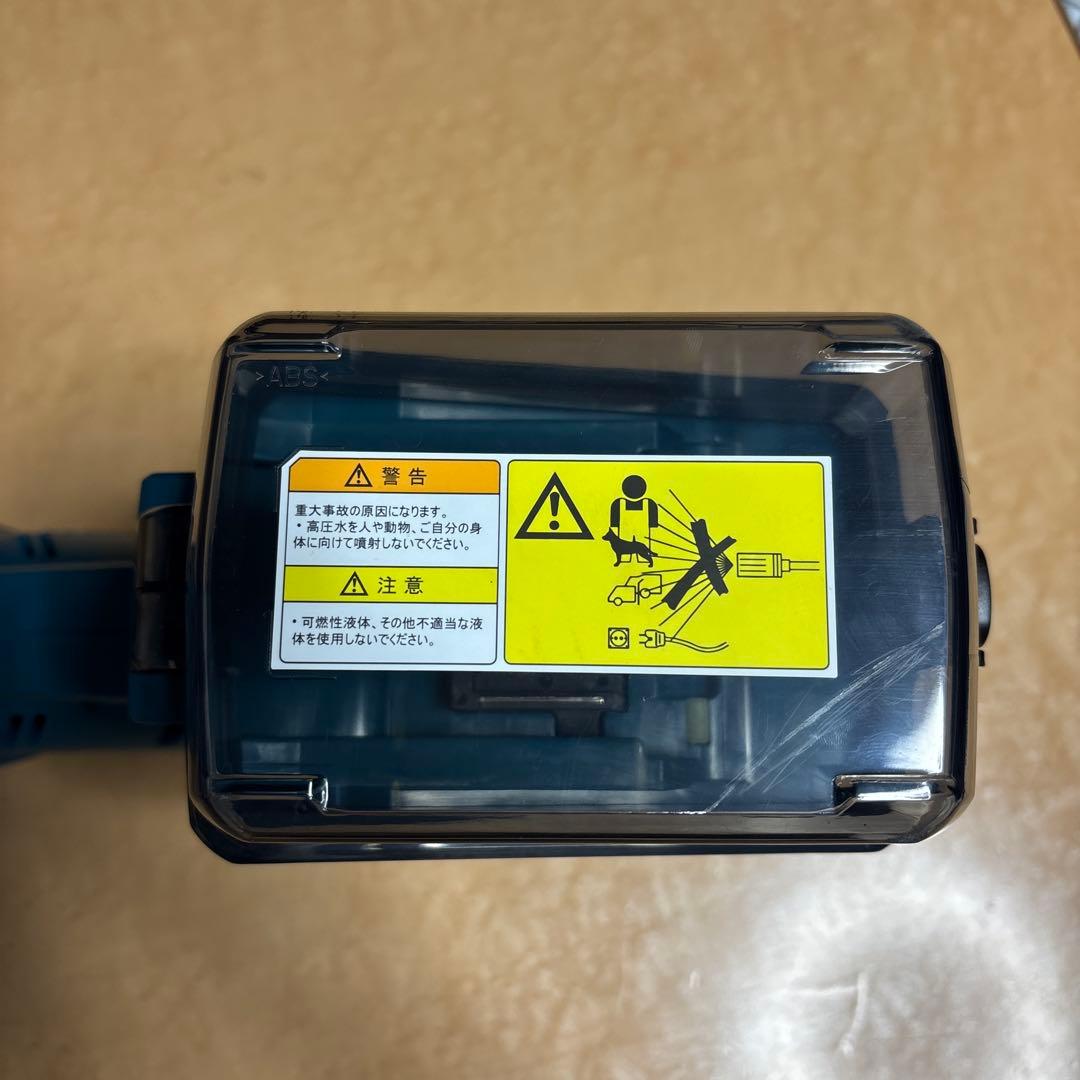 >ABS<
警告
重大事故の原因になります。
・高圧水を人や動物、ご自分の身
体に向けて噴射しないでください。
注意
・可燃性液体、その他不適当な液
体を使用しないでください。